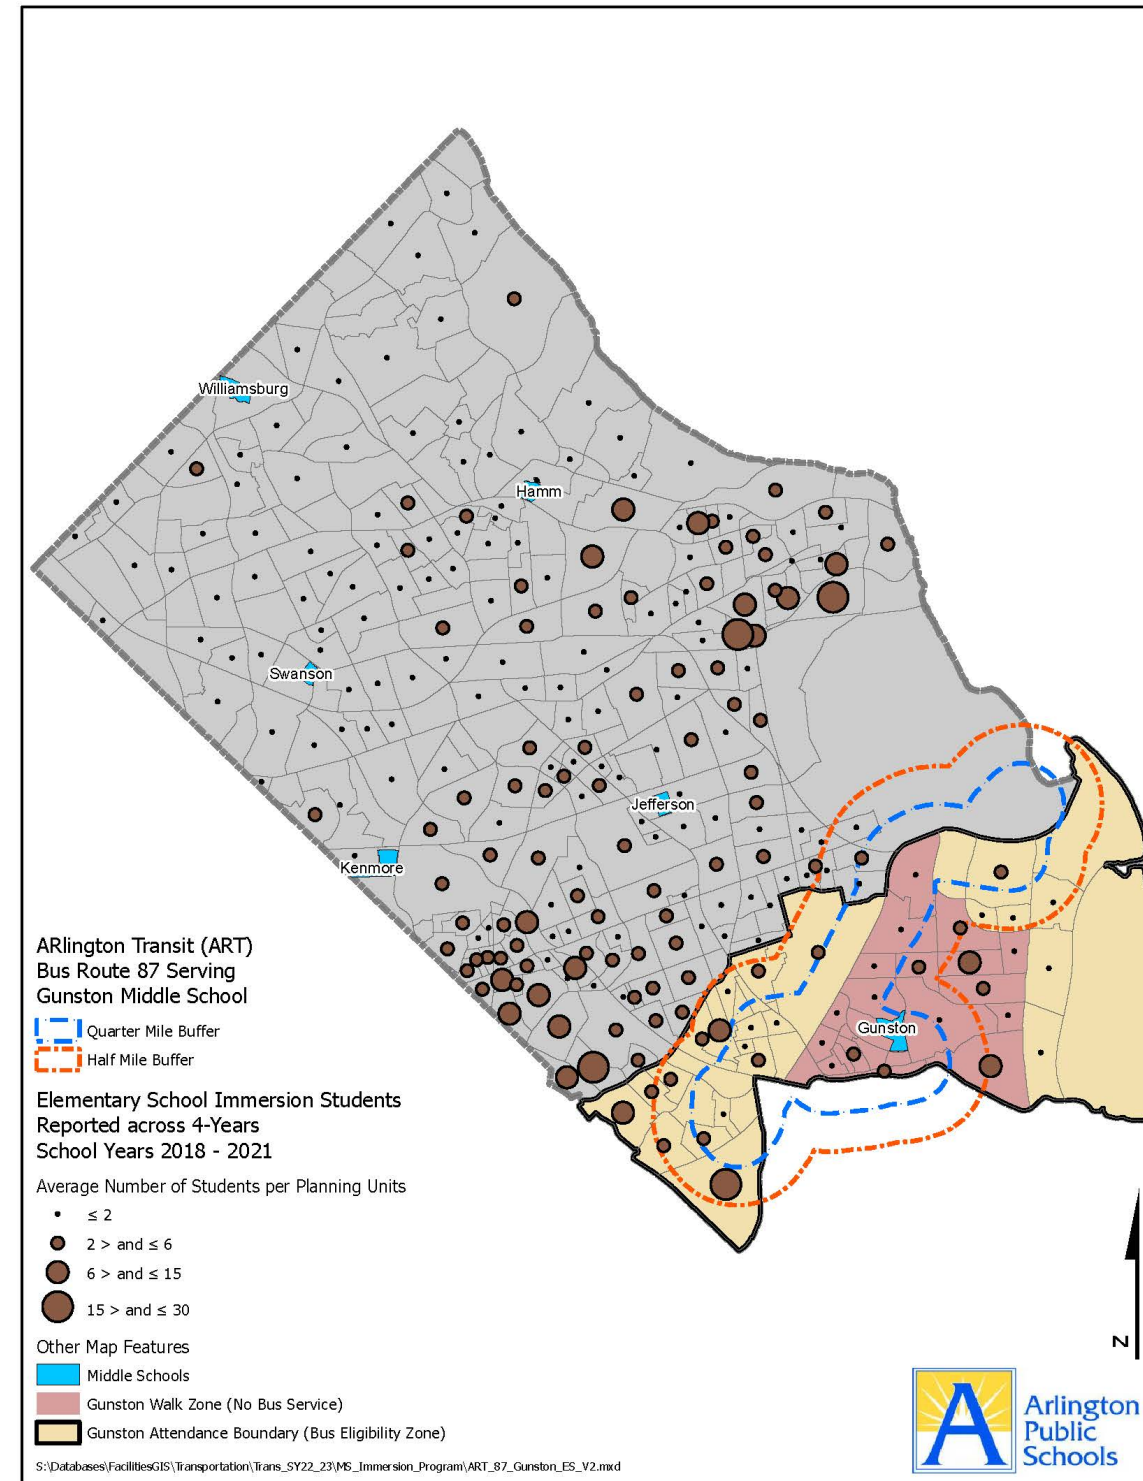 Williamsburg
Hamm
Swanson
Jefferson
Kenmore
Gunston
ARlington Transit (ART)
Bus Route 87 Serving
Gunston Middle School
Quarter Mile Buffer
Half Mile Buffer
Elementary School Immersion Students
Reported across 4-Years
School Years 2018 - 2021
Average Number of Students per Planning Units
≤ 2
2 > and ≤ 6
6 > and ≤ 15
15 > and ≤ 30
Other Map Features
Middle Schools
Gunston Walk Zone (No Bus Service)
Gunston Attendance Boundary (Bus Eligibility Zone)
S:\Databases\FacilitiesGIS\Transportation\Trans_SY22_23\MS_Immersion_Program\ART_87_Gunston_ES_V2.mxd
N
A
Arlington
Public
Schools